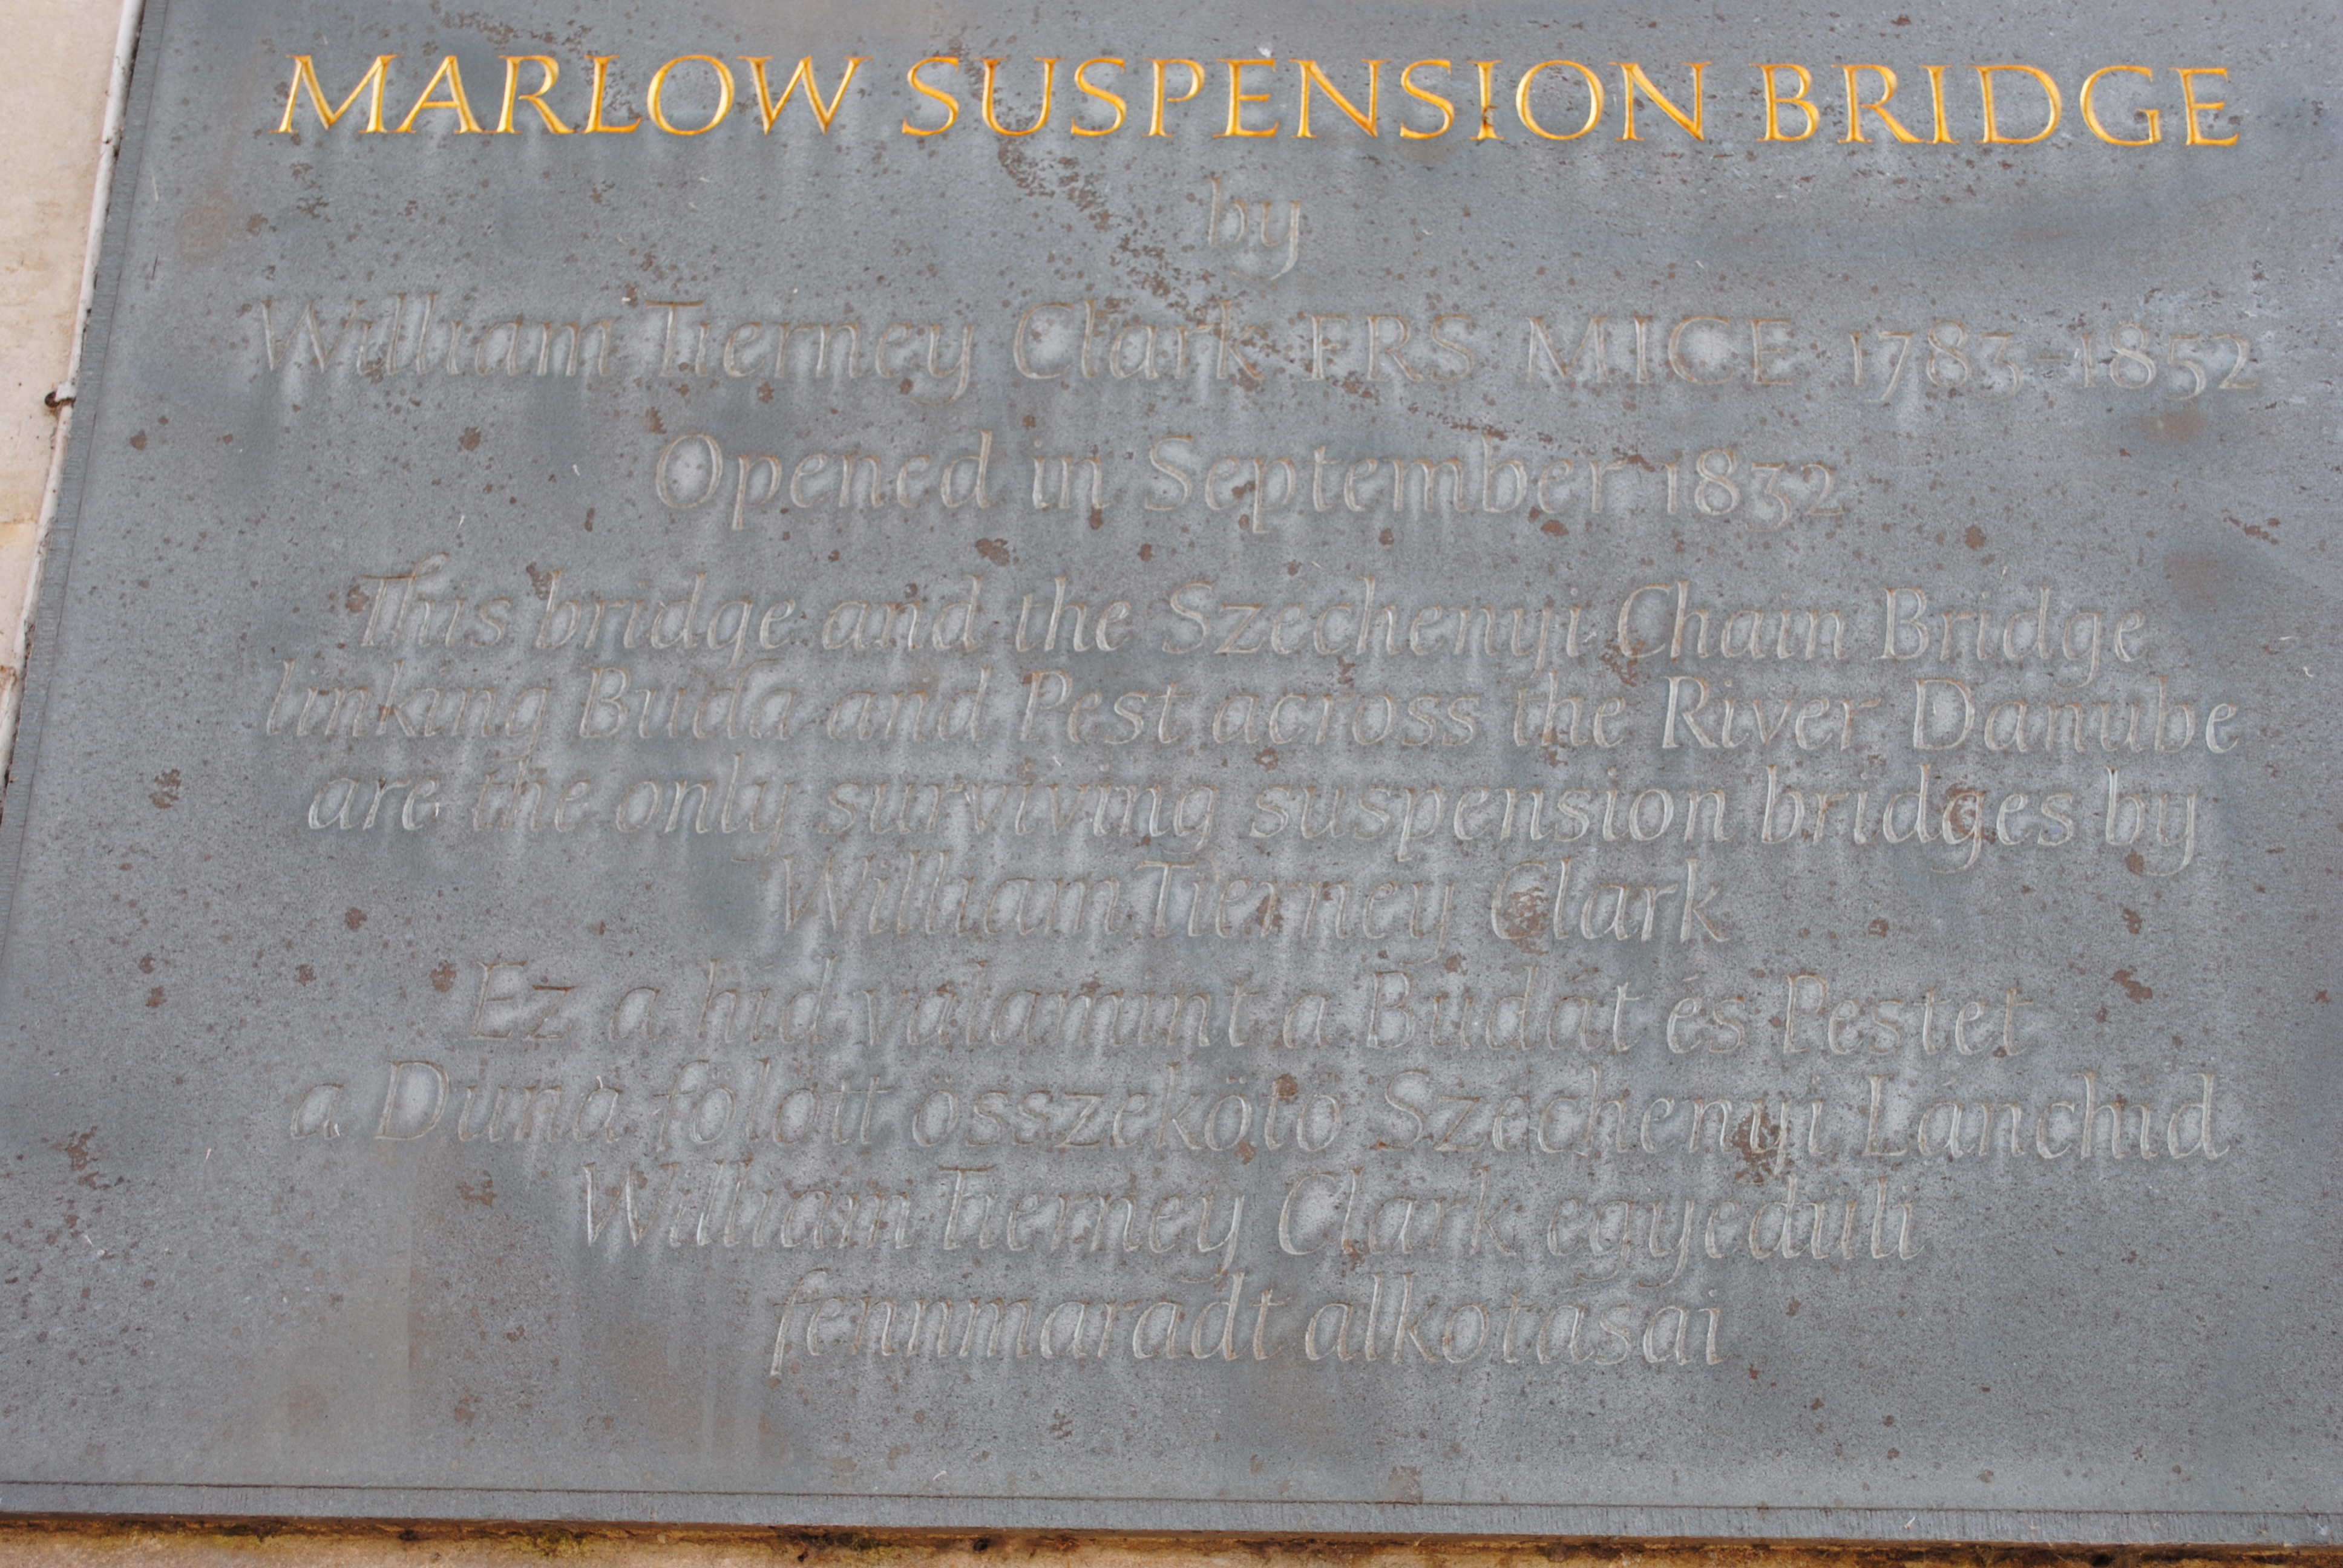 MARLOW SUSPENSION BRIDGE
by
William Tierney Clark FRS MICE 1783–1852
Opened in September 1832
This bridge and the Széchenyi Chain Bridge
linking Buda and Pest across the River Danube
are the only surviving suspension bridges by
William Tierney Clark
Ez a híd valamint a Budát és Pestet
a Duna fölött összekötő Széchenyi Lánchíd
William Tierney Clark egyedüli
fennmaradt alkotásai